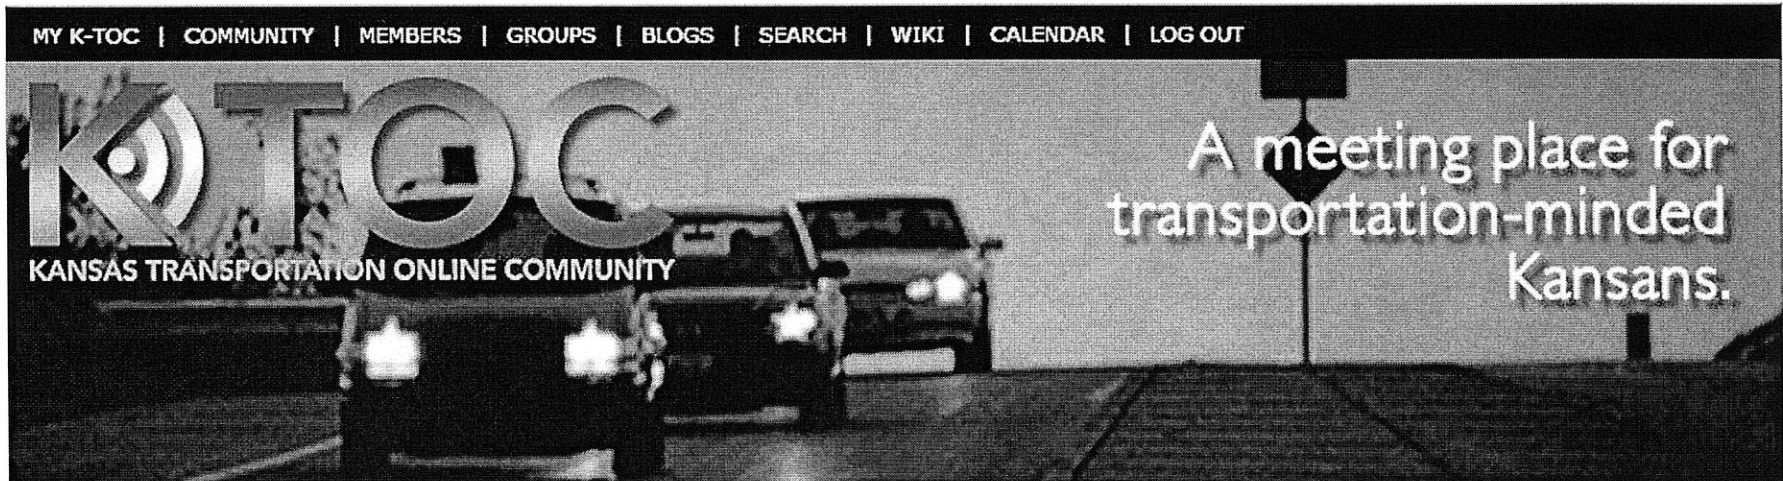 MY K-TOC | COMMUNITY | MEMBERS | GROUPS | BLOGS | SEARCH | WIKI | CALENDAR | LOG OUT
K TOC
KANSAS TRANSPORTATION ONLINE COMMUNITY
A meeting place for
transportation-minded
Kansans.